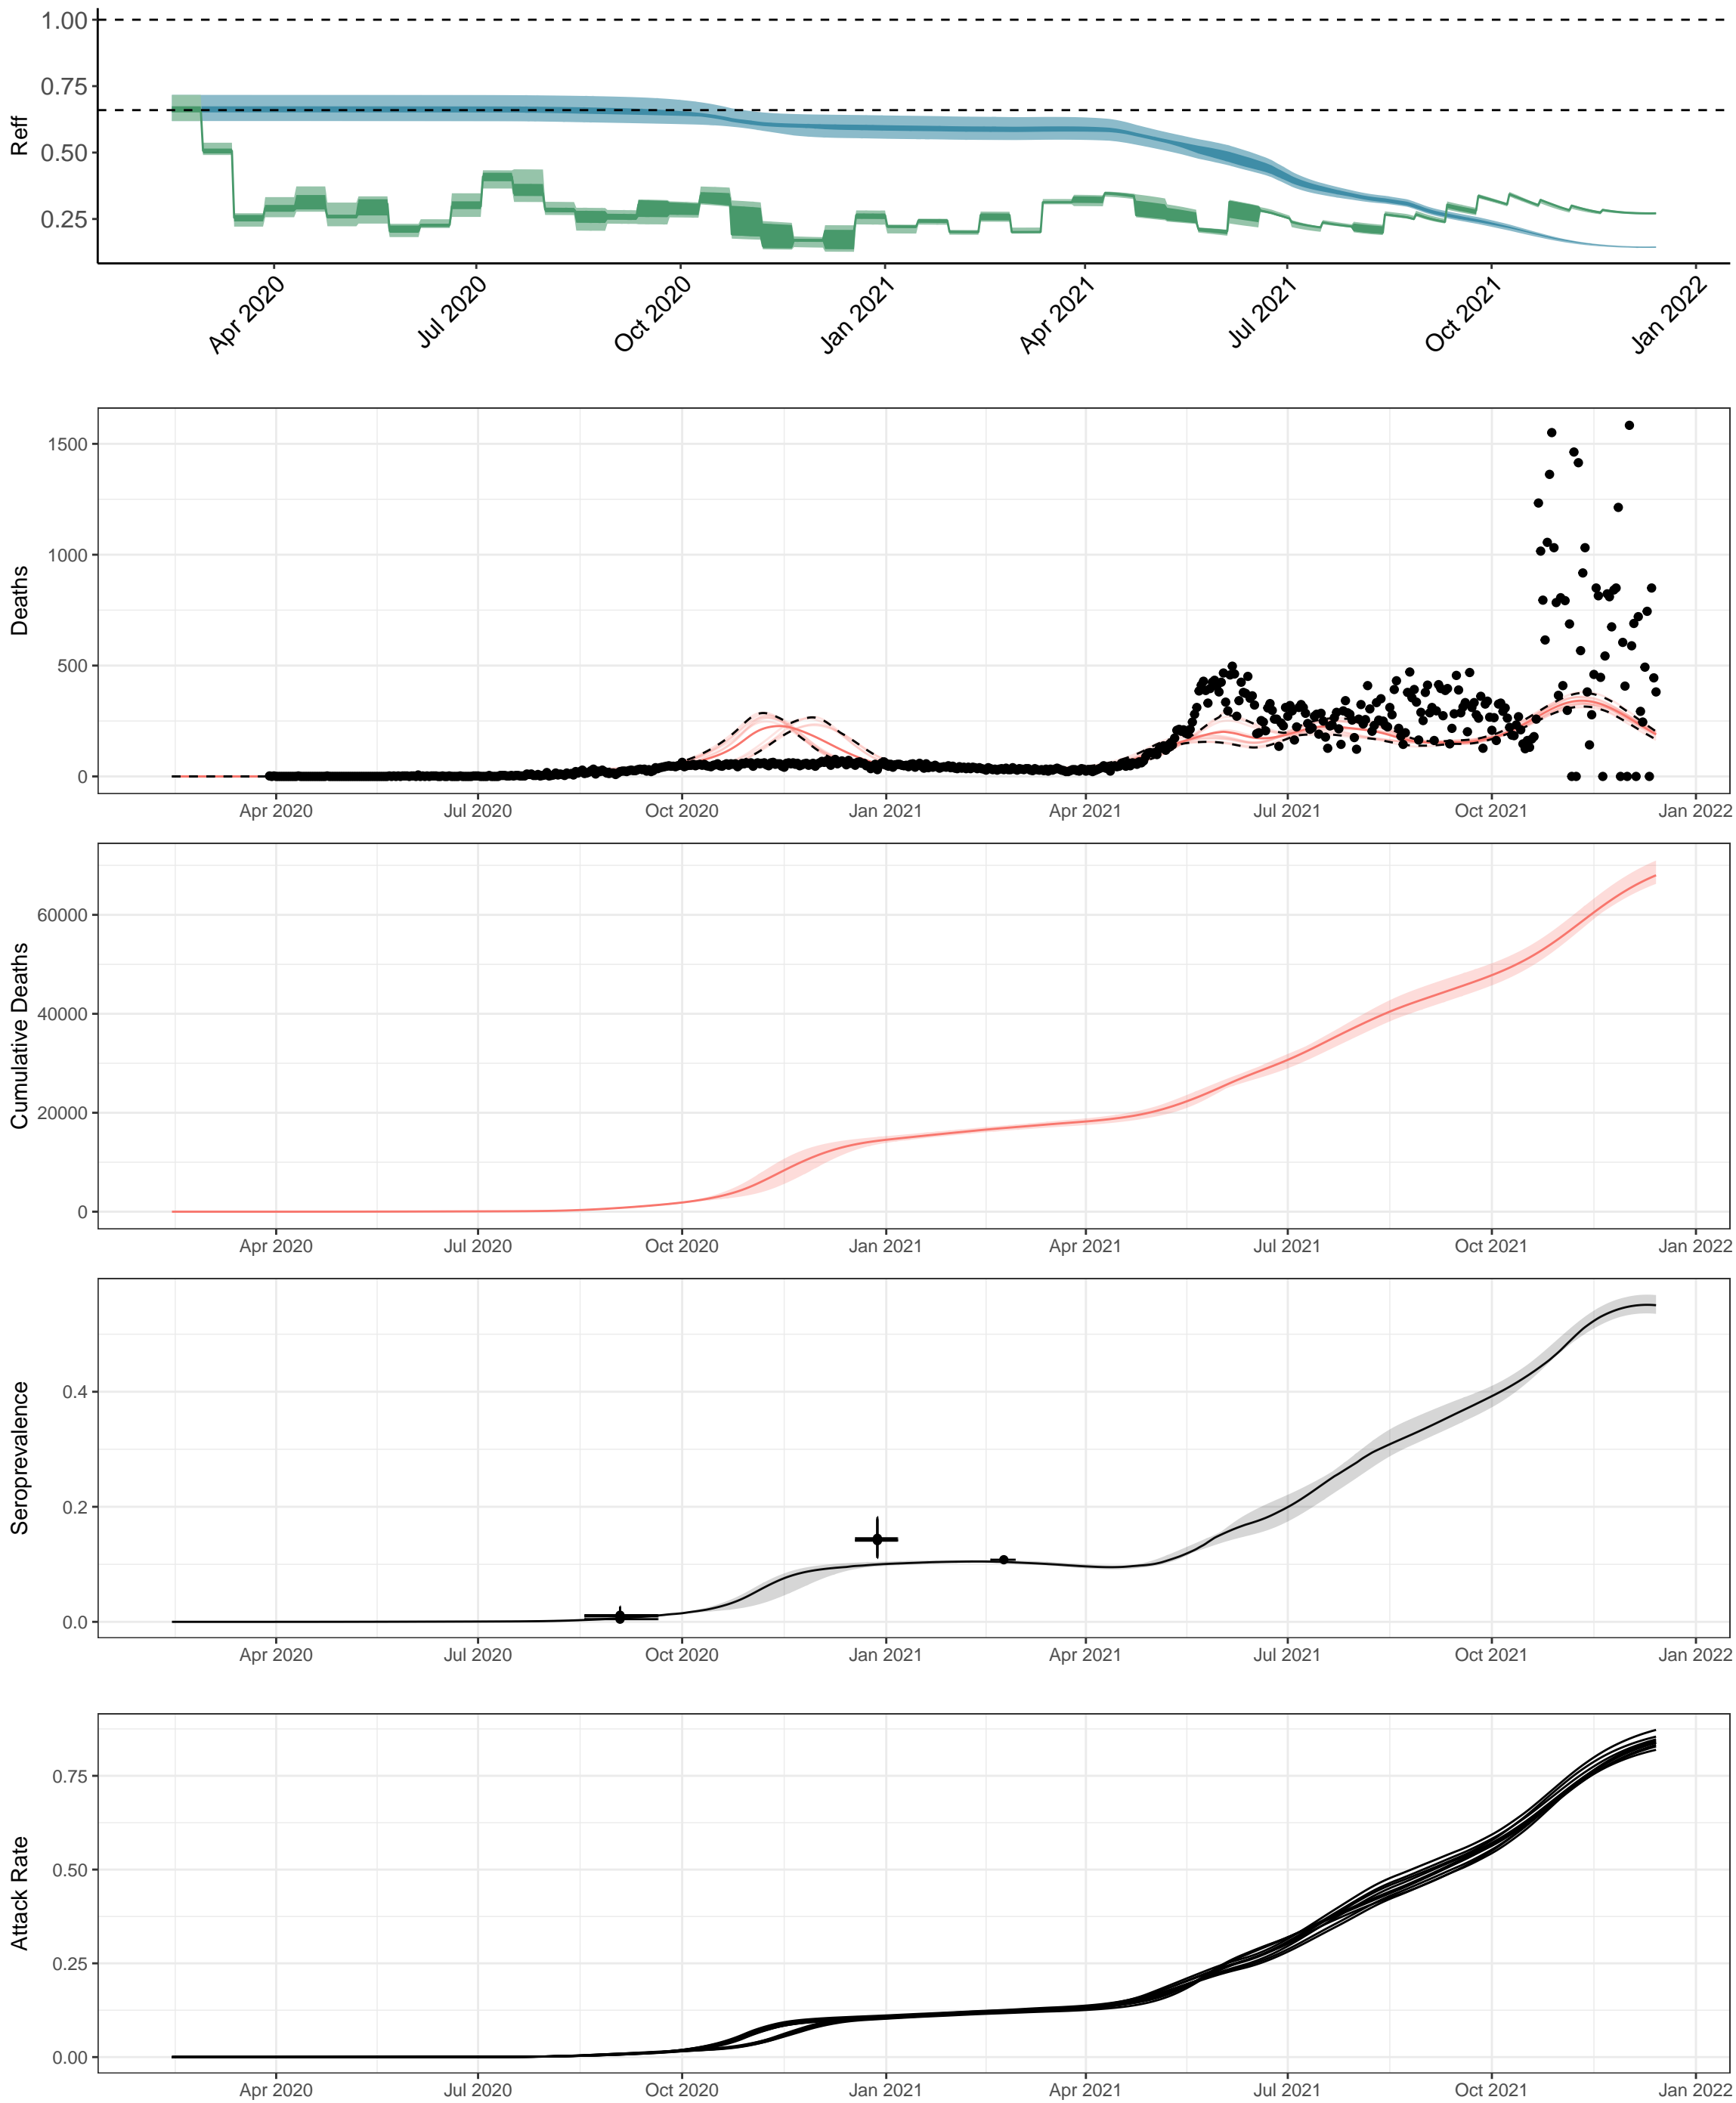 Reff
1.00
0.75
0.50
0.25
Apr 2020
Jul 2020
Oct 2020
Jan 2021
Apr 2021
Jul 2021
Oct 2021
Jan 2022
Deaths
1500
1000
500
0
Apr 2020
Jul 2020
Oct 2020
Jan 2021
Apr 2021
Jul 2021
Oct 2021
Jan 2022
Cumulative Deaths
60000
40000
20000
0
Apr 2020
Jul 2020
Oct 2020
Jan 2021
Apr 2021
Jul 2021
Oct 2021
Jan 2022
Seroprevalence
0.4
0.2
0.0
Apr 2020
Jul 2020
Oct 2020
Jan 2021
Apr 2021
Jul 2021
Oct 2021
Jan 2022
Attack Rate
0.75
0.50
0.25
0.00
Apr 2020
Jul 2020
Oct 2020
Jan 2021
Apr 2021
Jul 2021
Oct 2021
Jan 2022